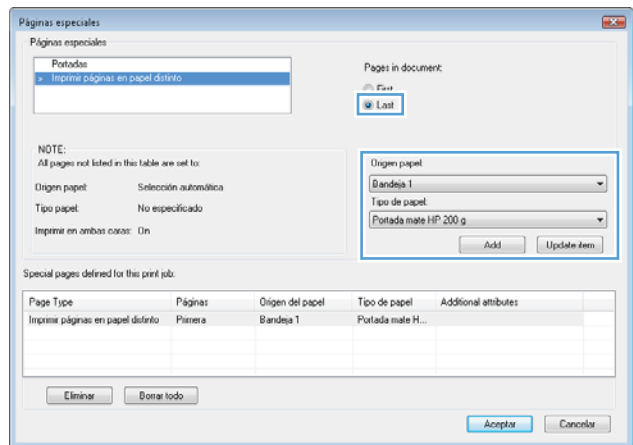 Páginas especiales
Páginas especiales
Portadas
» Imprimir páginas en papel distinto
Pages in document:
First
Last
NOTE:
All pages not listed in this table are set to:
Origen papel: Selección automática
Tipo papel: No especificado
Imprimir en ambas caras: On
Origen papel:
Bandeja 1
Tipo de papel:
Portada mate HP 200 g
Add Update item
Special pages defined for this print job:
Page Type Páginas Origen del papel Tipo de papel Additional attributes
Imprimir páginas en papel distinto Primera Bandeja 1 Portada mate H...
Eliminar Borrar todo
Aceptar Cancelar